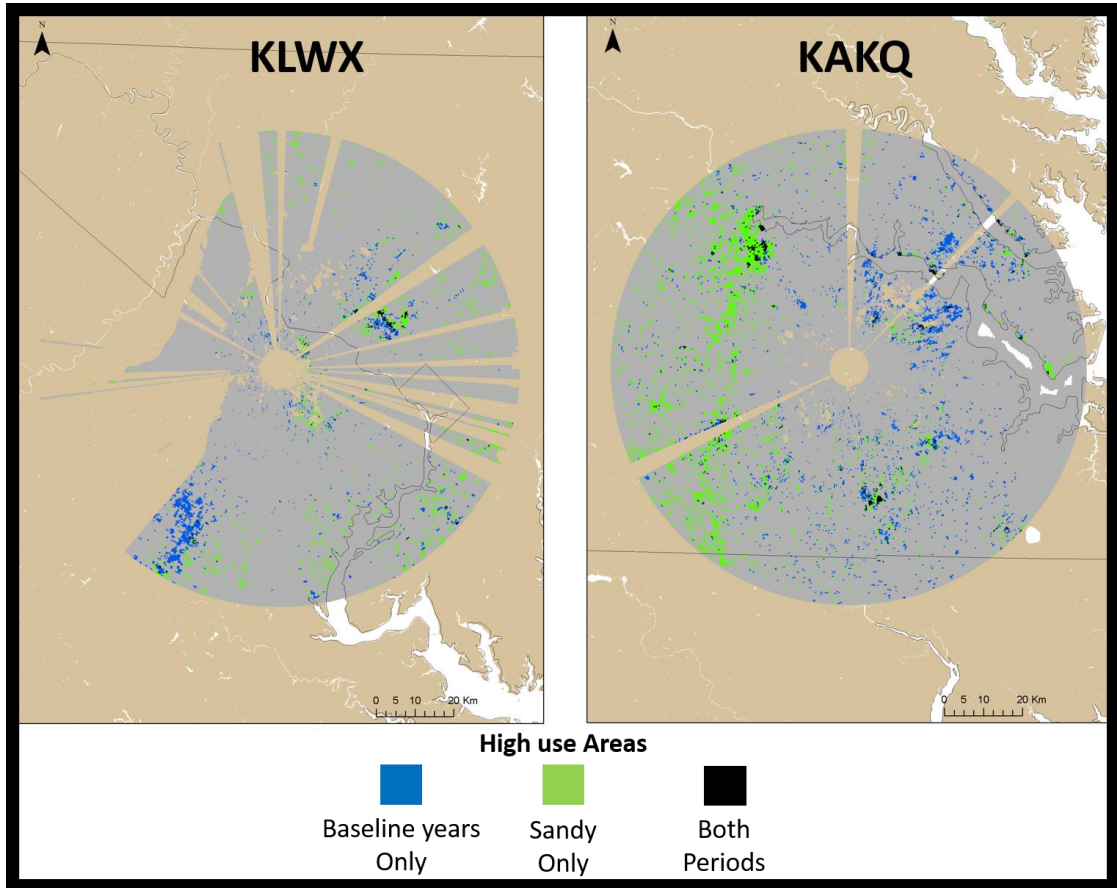 N
KLWX
0 5 10 20 Km
N
KAKQ
0 5 10 20 Km
High use Areas
Baseline years
Only
Sandy
Only
Both
Periods